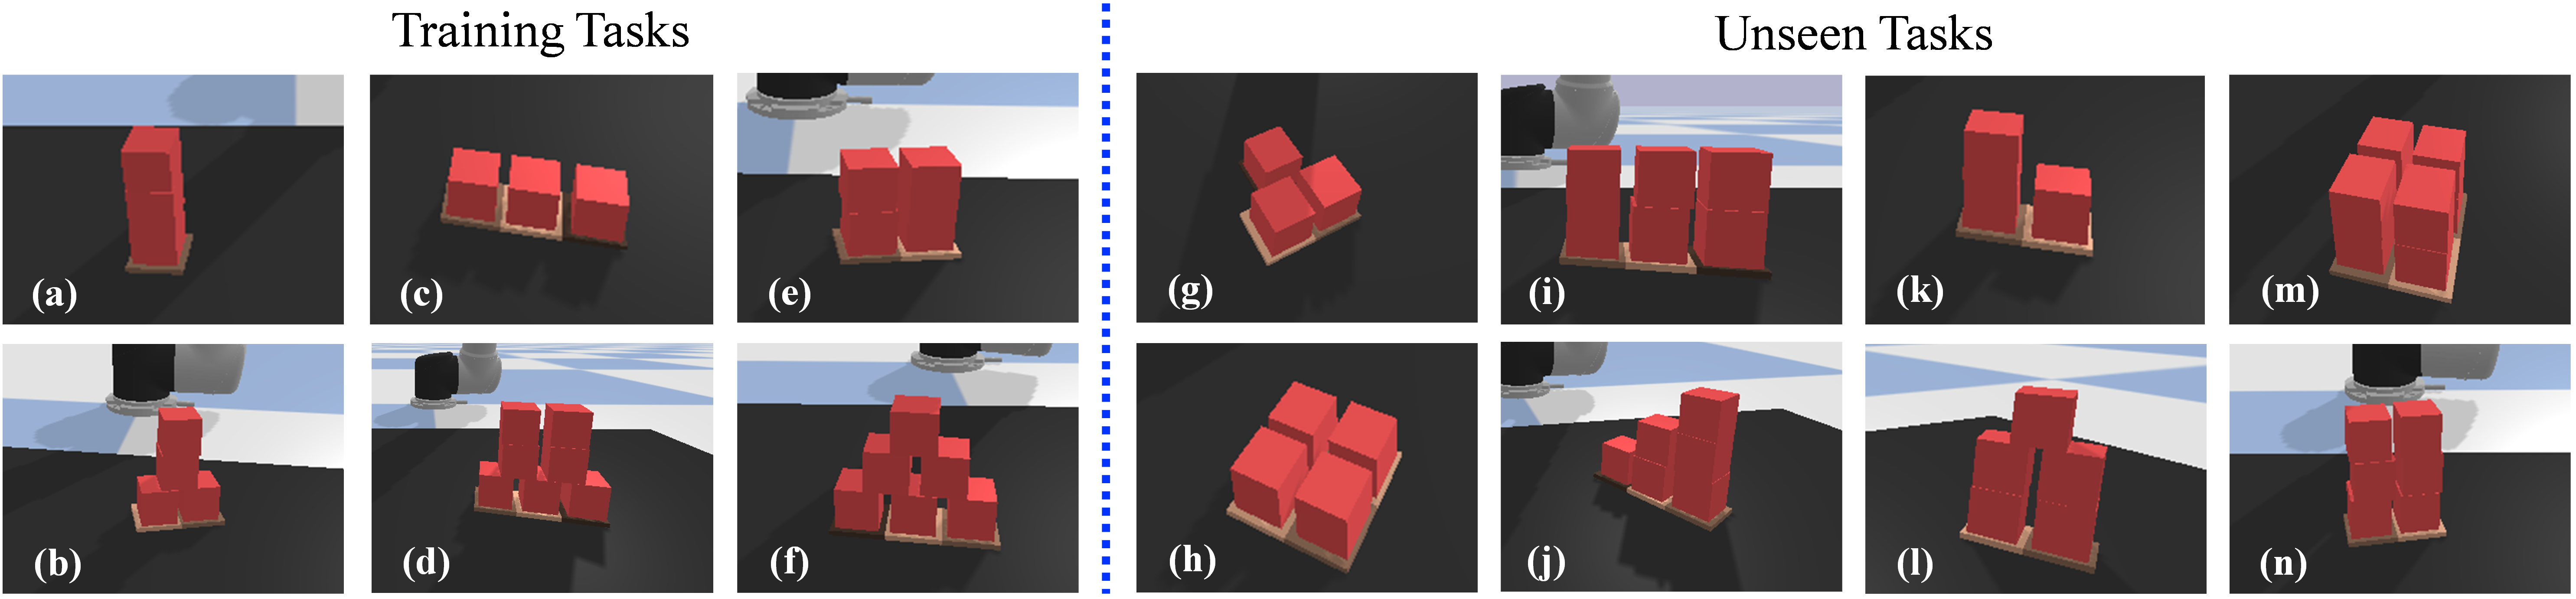 Training Tasks
Unseen Tasks
(a)
(c)
(e)
(g)
(i)
(k)
(m)
(b)
(d)
(f)
(h)
(j)
(l)
(n)